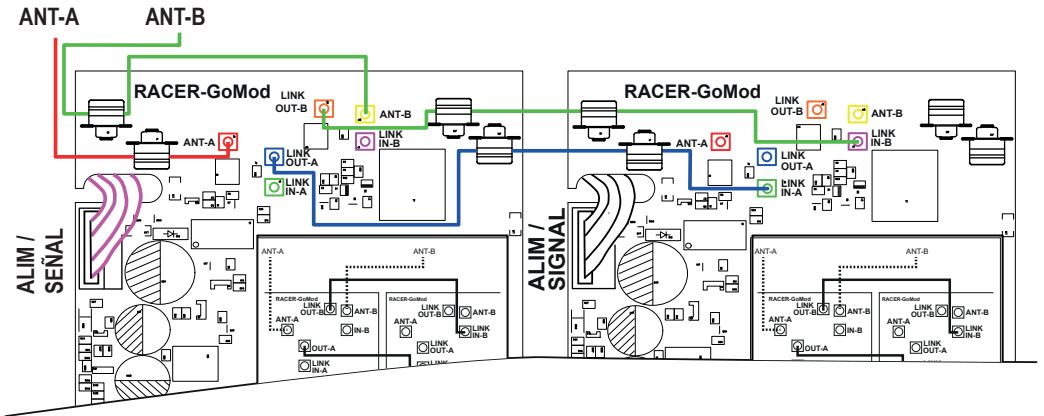 ANT-A
ANT-B
RACER-GoMod
LINK
OUT-B
ANT-B
ANT-A
LINK
IN-B
LINK
OUT-A
LINK
IN-A
ALIM /
SEÑAL
ANT-A
ANT-B
RACER-GoMod
LINK
OUT-B
ANT-B
ANT-A
IN-B
OUT-A
LINK
IN-A
RACER-GoMod
LINK
OUT-B
ANT-B
ANT-A
LINK
IN-B
LINK
OUT-A
RACER-GoMod
LINK
OUT-B
ANT-B
ANT-A
LINK
IN-B
LINK
OUT-A
LINK
IN-A
ALIM /
SIGNAL
ANT-A
ANT-B
RACER-GoMod
LINK
OUT-B
ANT-B
ANT-A
IN-B
OUT-A
LINK
IN-A
RACER-GoMod
LINK
OUT-B
ANT-B
ANT-A
LINK
IN-B
LINK
OUT-A